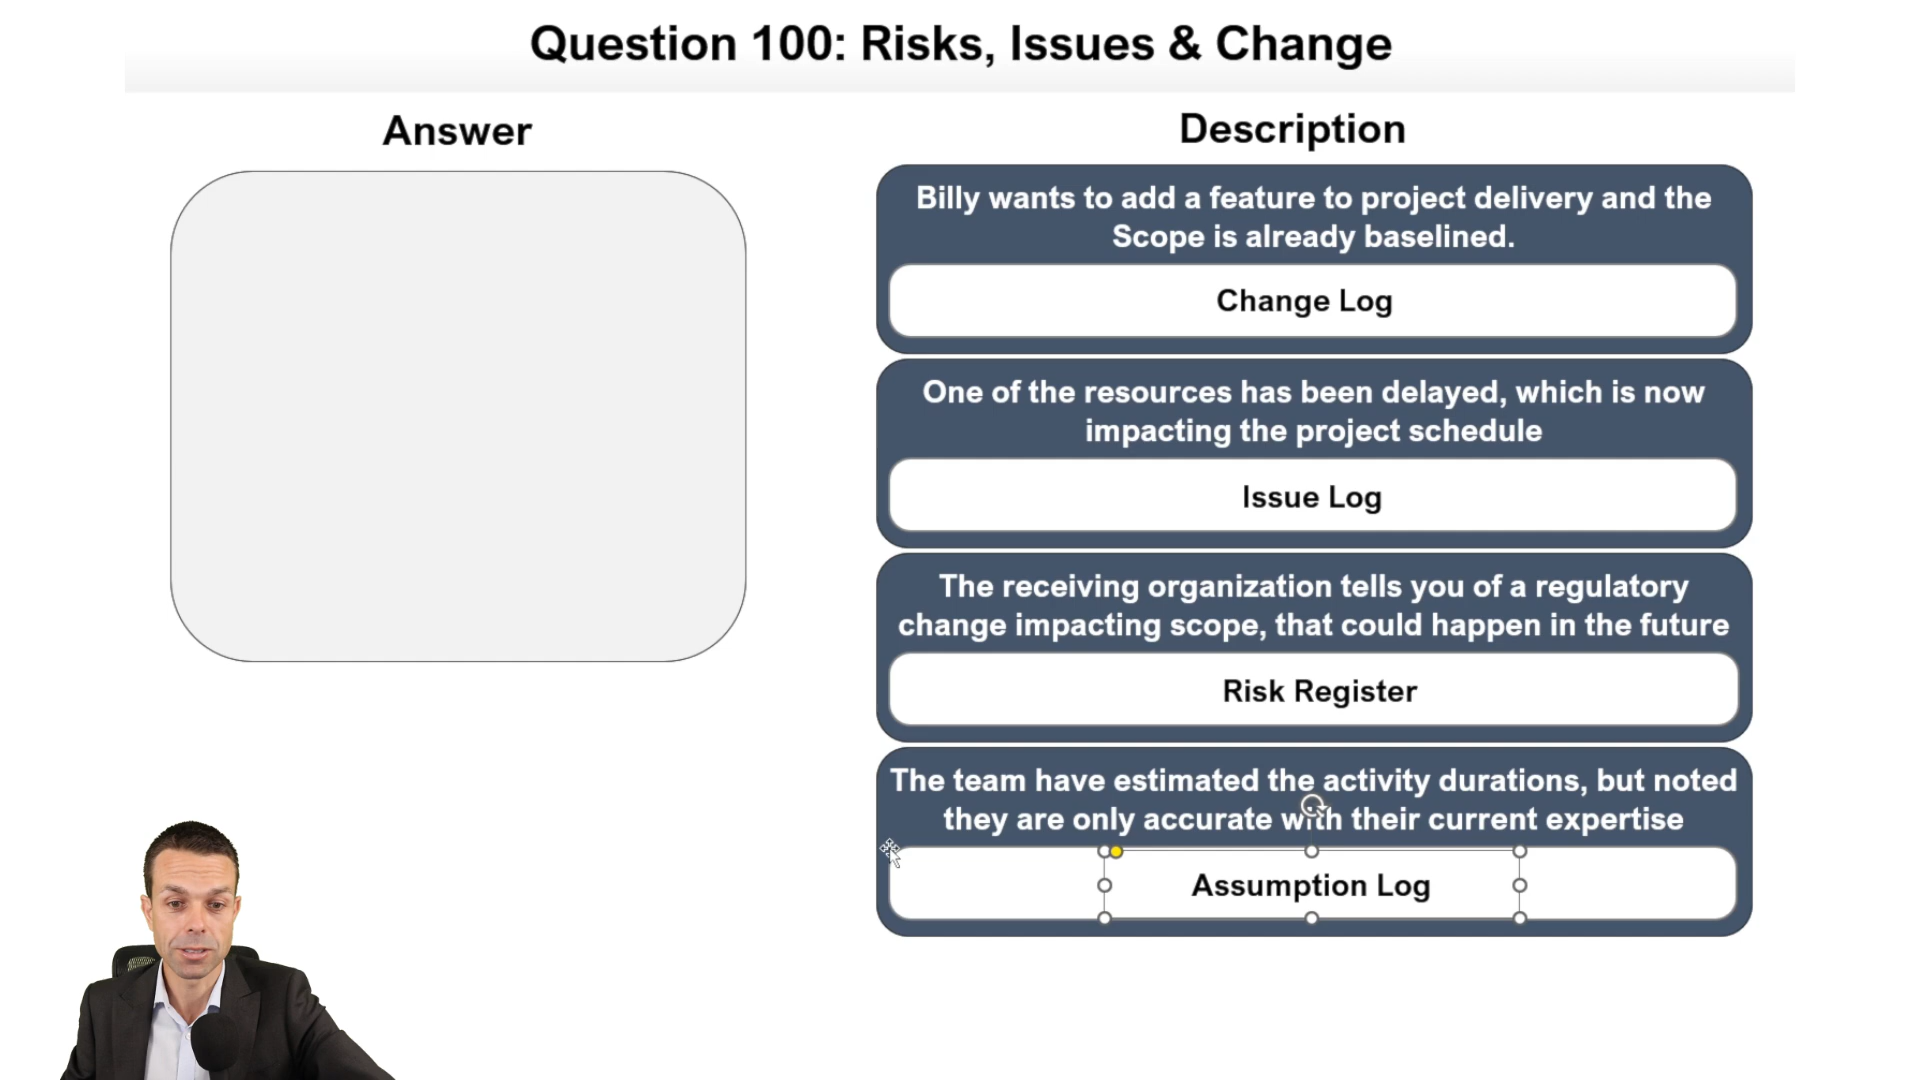 Question 100: Risks, Issues & Change
Answer
Description
Billy wants to add a feature to project delivery and the
Scope is already baselined.
Change Log
One of the resources has been delayed, which is now
impacting the project schedule
Issue Log
The receiving organization tells you of a regulatory
change impacting scope, that could happen in the future
Risk Register
The team have estimated the activity durations, but noted
they are only accurate with their current expertise
Assumption Log